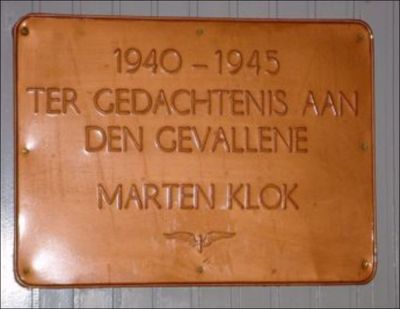 1940 – 1945
TER GEDACHTENIS AAN
DEN GEVALLENE
MARTEN KLOK